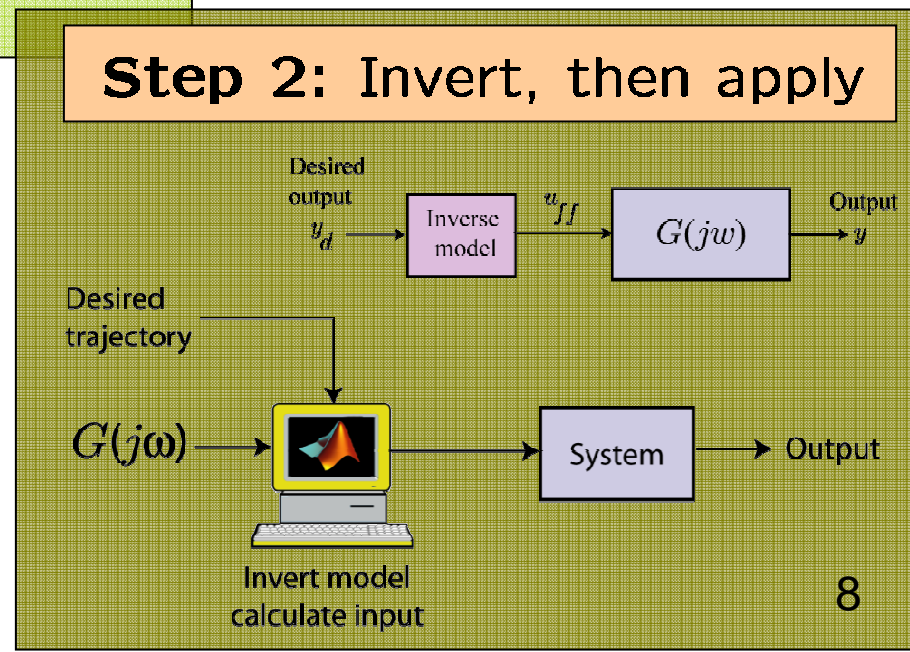 Step 2: Invert, then apply
Desired
output
y_d
Inverse
model
u_ff
G(jw)
Output
y
Desired
trajectory
G(jω)
System
Output
Invert model
calculate input
8